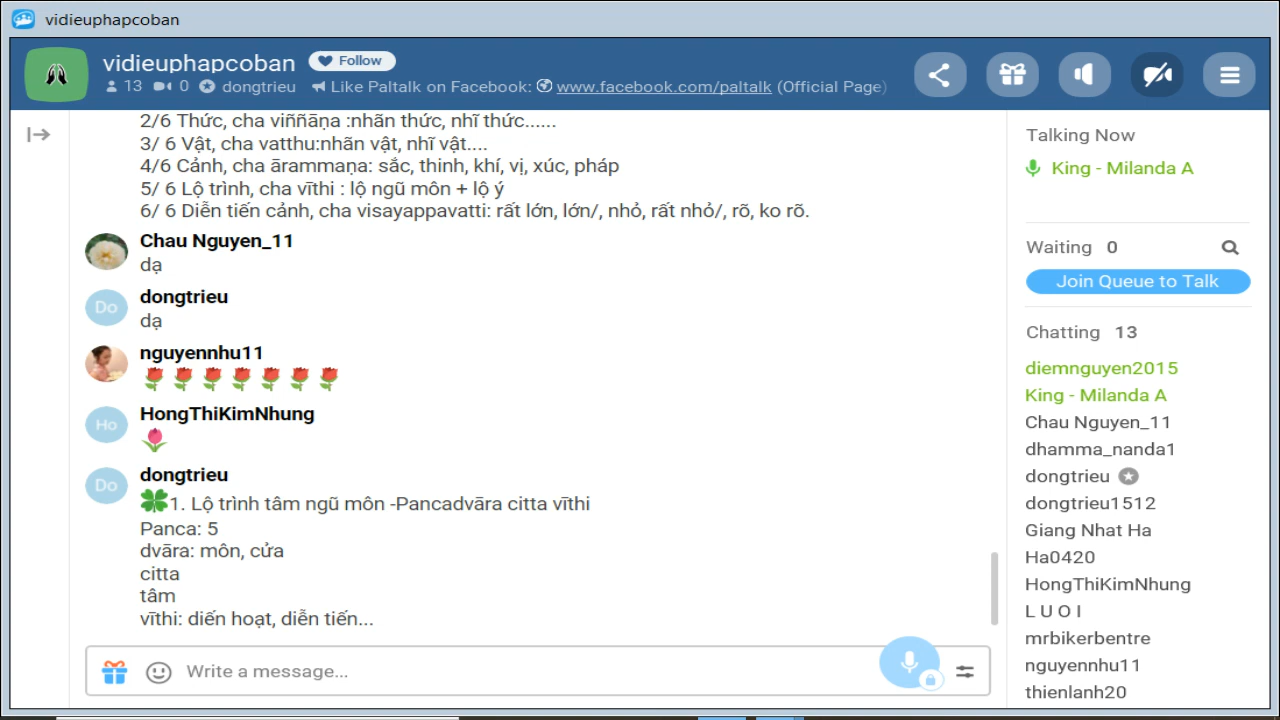 vidieuphapcoban
vidieuphapcoban Follow
13 0 dongtrieu Like Paltalk on Facebook: www.facebook.com/paltalk (Official Page)
2/6 Thức, cha viññāṇa :nhãn thức, nhĩ thức......
3/ 6 Vật, cha vatthu:nhãn vật, nhĩ vật....
4/6 Cảnh, cha ārammaṇa: sắc, thinh, khí, vị, xúc, pháp
5/ 6 Lộ trình, cha vīthi : lộ ngũ môn + lộ ý
6/ 6 Diễn tiến cảnh, cha visayappavatti: rất lớn, lớn/, nhỏ, rất nhỏ/, rõ, ko rõ.
Chau Nguyen_11
dạ
Do
dongtrieu
dạ
nguyennhu11
Ho
HongThiKimNhung
Do
dongtrieu
1. Lộ trình tâm ngũ môn -Pancadvāra citta vīthi
Panca: 5
dvāra: môn, cửa
citta
tâm
vīthi: diến hoạt, diễn tiến...
Write a message...
Talking Now
King - Milanda A
Waiting 0
Join Queue to Talk
Chatting 13
diemnguyen2015
King - Milanda A
Chau Nguyen_11
dhamma_nanda1
dongtrieu
dongtrieu1512
Giang Nhat Ha
Ha0420
HongThiKimNhung
L U O I
mrbikerbentre
nguyennhu11
thienlanh20